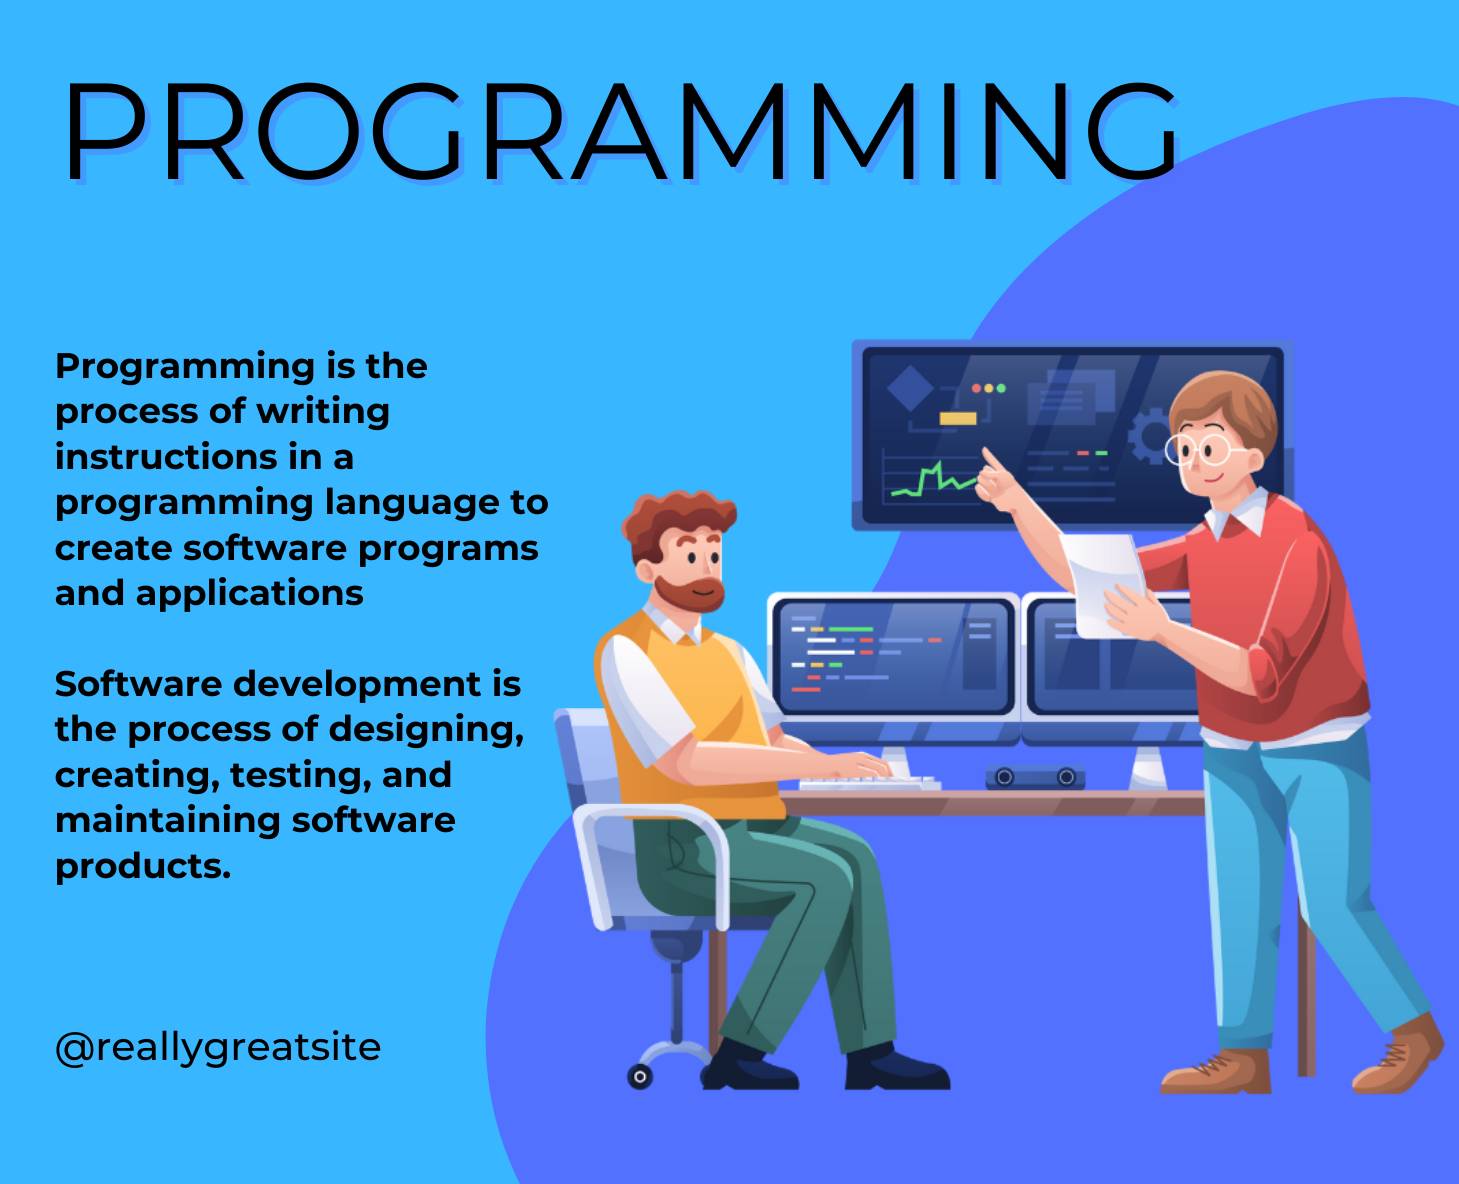 PROGRAMMING
Programming is the
process of writing
instructions in a
programming language to
create software programs
and applications
Software development is
the process of designing,
creating, testing, and
maintaining software
products.
@reallygreatsite